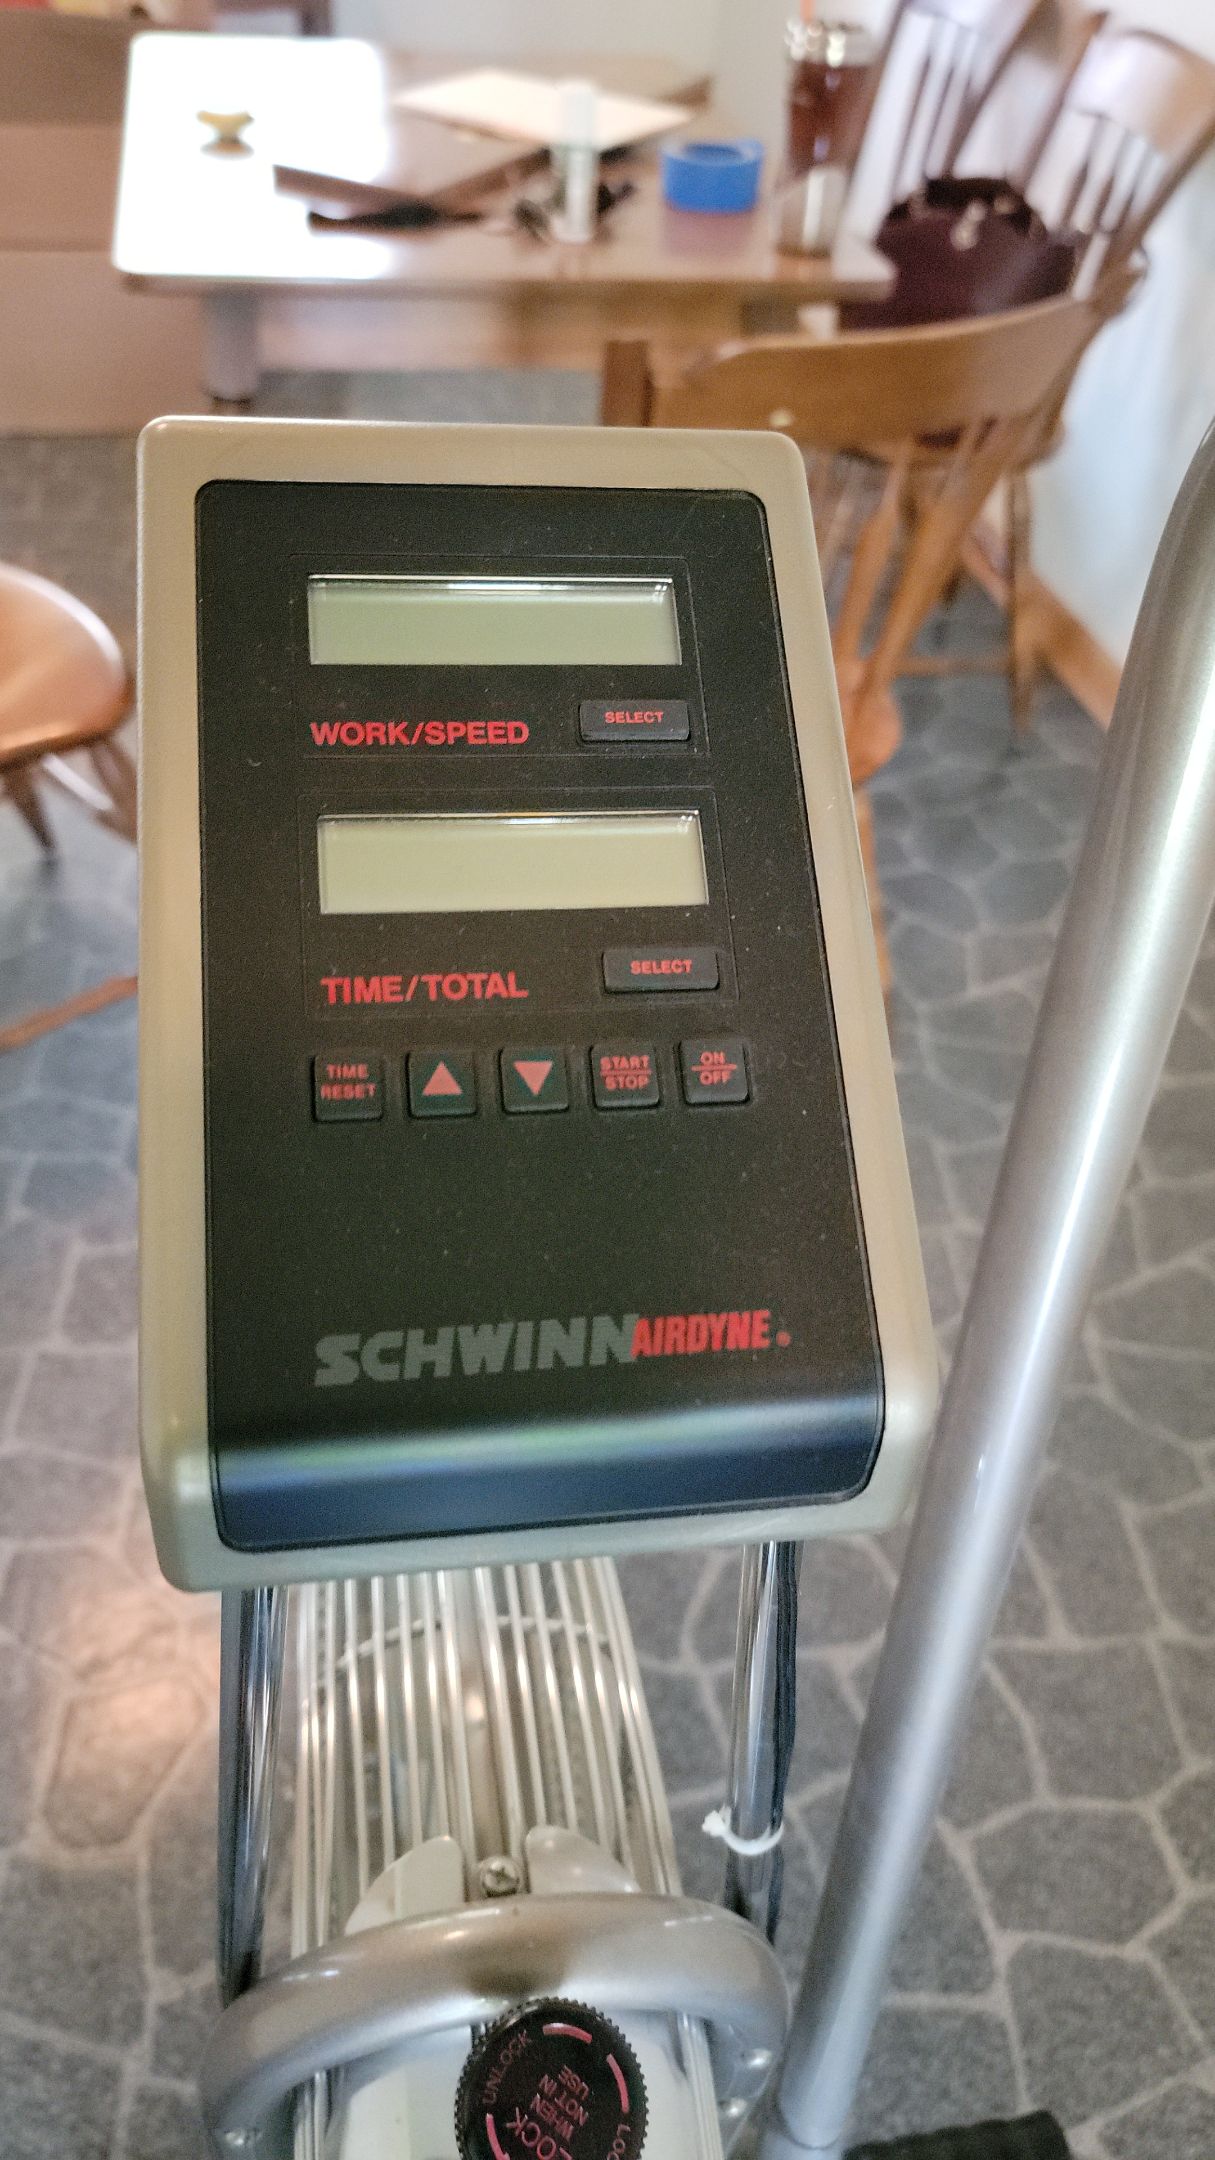 WORK/SPEED
SELECT
TIME/TOTAL
SELECT
TIME
RESET
START
STOP
ON
OFF
SCHWINN AIRDYNE
UNLOCK
LOCK
WHEN
NOT IN
USE